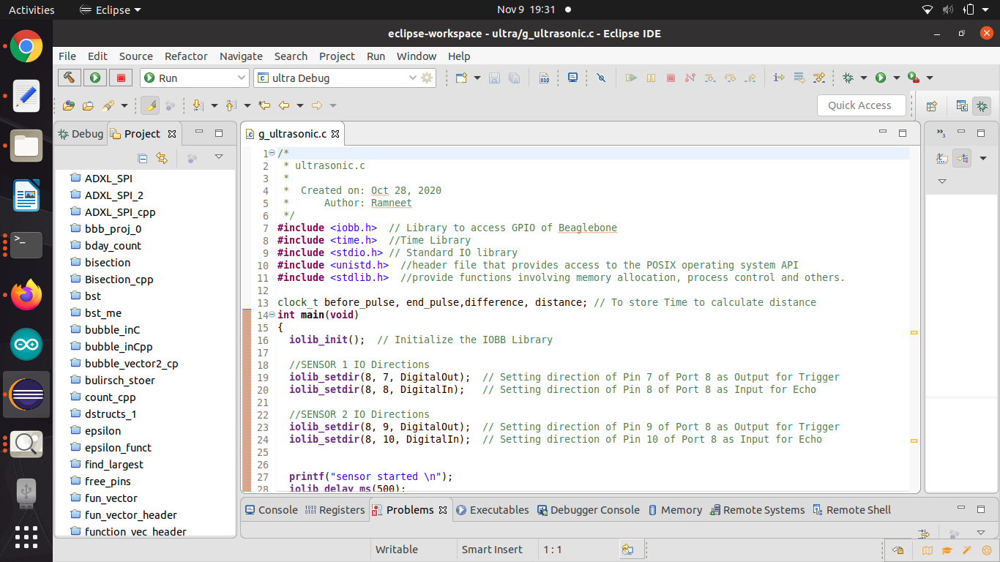 Activities Eclipse Nov 9 19:31
eclipse-workspace - ultra/g_ultrasonic.c - Eclipse IDE
File Edit Source Refactor Navigate Search Project Run Window Help
Run ultra Debug
Quick Access
Debug Project
g_ultrasonic.c
ADXL_SPI
ADXL_SPI_2
ADXL_SPI_cpp
bbb_proj_0
bday_count
bisection
Bisection_cpp
bst
bst_me
bubble_inC
bubble_inCpp
bubble_vector2_cp
bulirsch_stoer
count_cpp
dstructs_1
epsilon
epsilon_funct
find_largest
free_pins
fun_vector
fun_vector_header
function_vec_header
1 /*
2  * ultrasonic.c
3  *
4  *  Created on: Oct 28, 2020
5  *      Author: Ramneet
6  */
7 #include <iobb.h>  // Library to access GPIO of Beaglebone
8 #include <time.h>  //Time Library
9 #include <stdio.h> // Standard IO library
10 #include <unistd.h>  //header file that provides access to the POSIX operating system API
11 #include <stdlib.h>  //provide functions involving memory allocation, process control and others.
12
13 clock_t before_pulse, end_pulse,difference, distance; // To store Time to calculate distance
14 int main(void)
15 {
16   iolib_init();  // Initialize the IOBB Library
17
18   //SENSOR 1 IO Directions
19   iolib_setdir(8, 7, DigitalOut);  // Setting direction of Pin 7 of Port 8 as Output for Trigger
20   iolib_setdir(8, 8, DigitalIn);   // Setting direction of Pin 8 of Port 8 as Input for Echo
21
22   //SENSOR 2 IO Directions
23   iolib_setdir(8, 9, DigitalOut);  // Setting direction of Pin 9 of Port 8 as Output for Trigger
24   iolib_setdir(8, 10, DigitalIn);  // Setting direction of Pin 10 of Port 8 as Input for Echo
25
26
27   printf("sensor started \n");
28   iolib_delay_ms(500);
Console Registers Problems Executables Debugger Console Memory Remote Systems Remote Shell
Writable Smart Insert 1 : 1